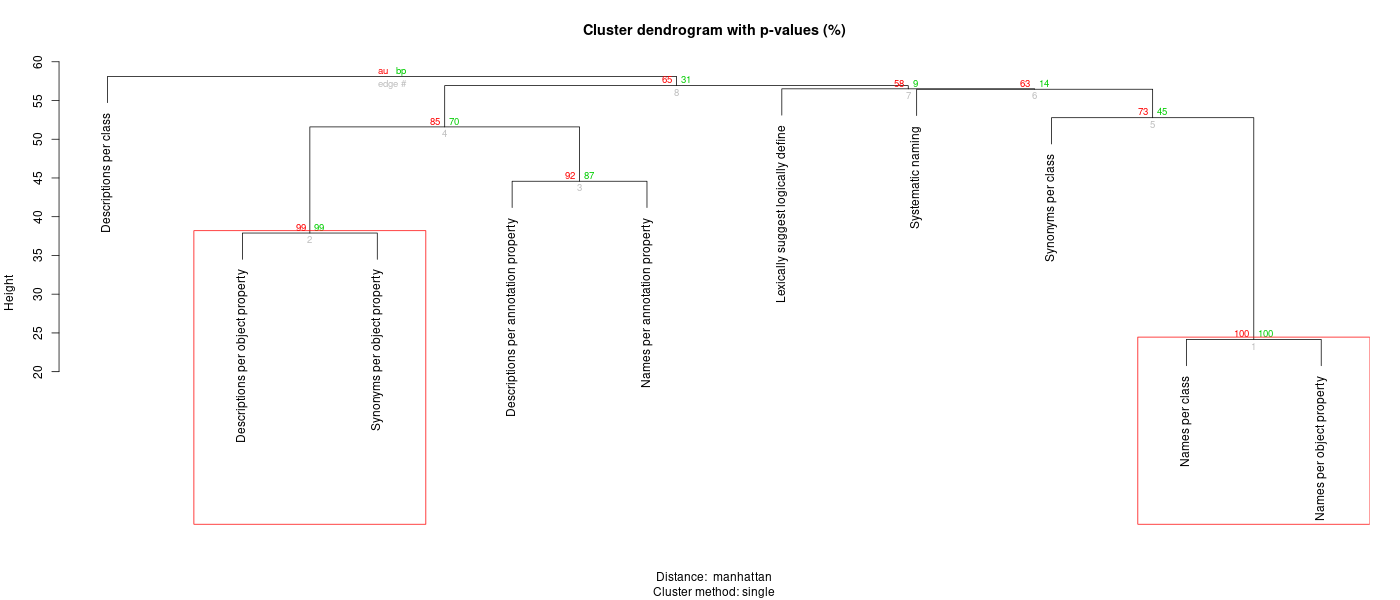 Cluster dendrogram with p-values (%)
Height
60
55
50
45
40
35
30
25
20
au bp
edge #
65 31
8
58 9
7
63 14
6
73 45
5
85 70
4
92 87
3
99 99
2
100 100
1
Descriptions per class
Descriptions per object property
Synonyms per object property
Descriptions per annotation property
Names per annotation property
Lexically suggest logically define
Systematic naming
Synonyms per class
Names per class
Names per object property
Distance: manhattan
Cluster method: single